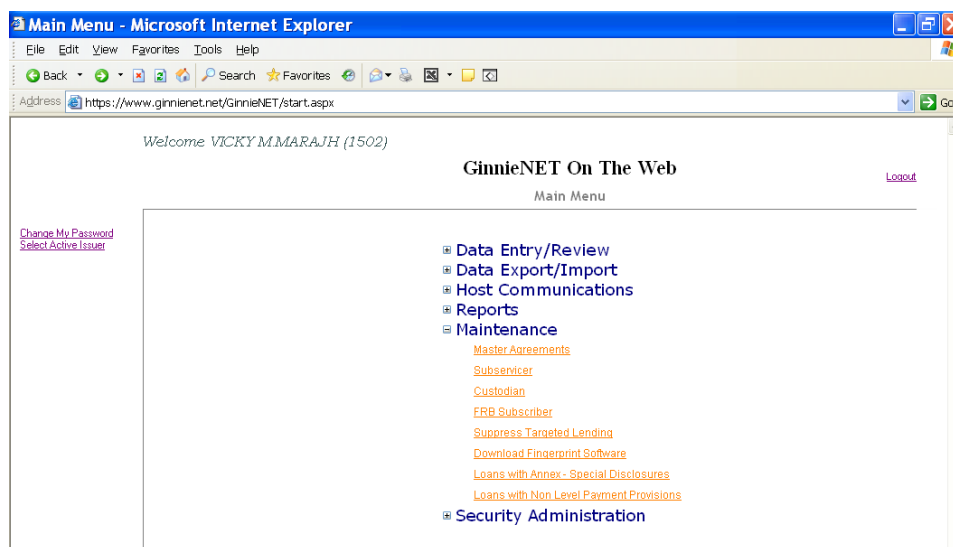 Main Menu - Microsoft Internet Explorer
File Edit View Favorites Tools Help
Back Search Favorites
Address https://www.ginnienet.net/GinnieNET/start.aspx Go
Welcome VICKY M.MARAJH (1502)
GinnieNET On The Web
Logout
Main Menu
Change My Password
Select Active Issuer
Data Entry/Review
Data Export/Import
Host Communications
Reports
Maintenance
Master Agreements
Subservicer
Custodian
FRB Subscriber
Suppress Targeted Lending
Download Fingerprint Software
Loans with Annex - Special Disclosures
Loans with Non Level Payment Provisions
Security Administration